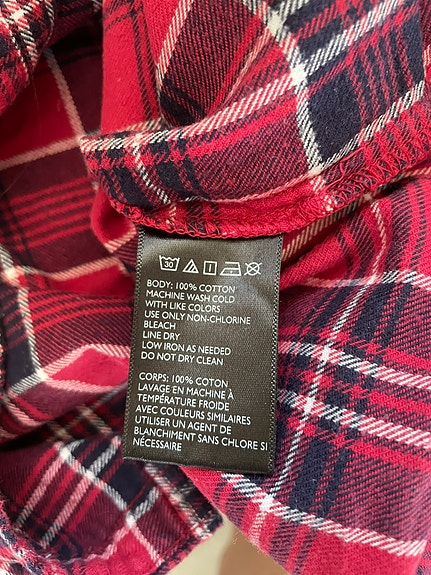 30
BODY: 100% COTTON
MACHINE WASH COLD
WITH LIKE COLORS
USE ONLY NON-CHLORINE
BLEACH
LINE DRY
LOW IRON AS NEEDED
DO NOT DRY CLEAN
CORPS: 100% COTON
LAVAGE EN MACHINE À
TEMPÉRATURE FROIDE
AVEC COULEURS SIMILAIRES
UTILISER UN AGENT DE
BLANCHIMENT SANS CHLORE SI
NÉCESSAIRE